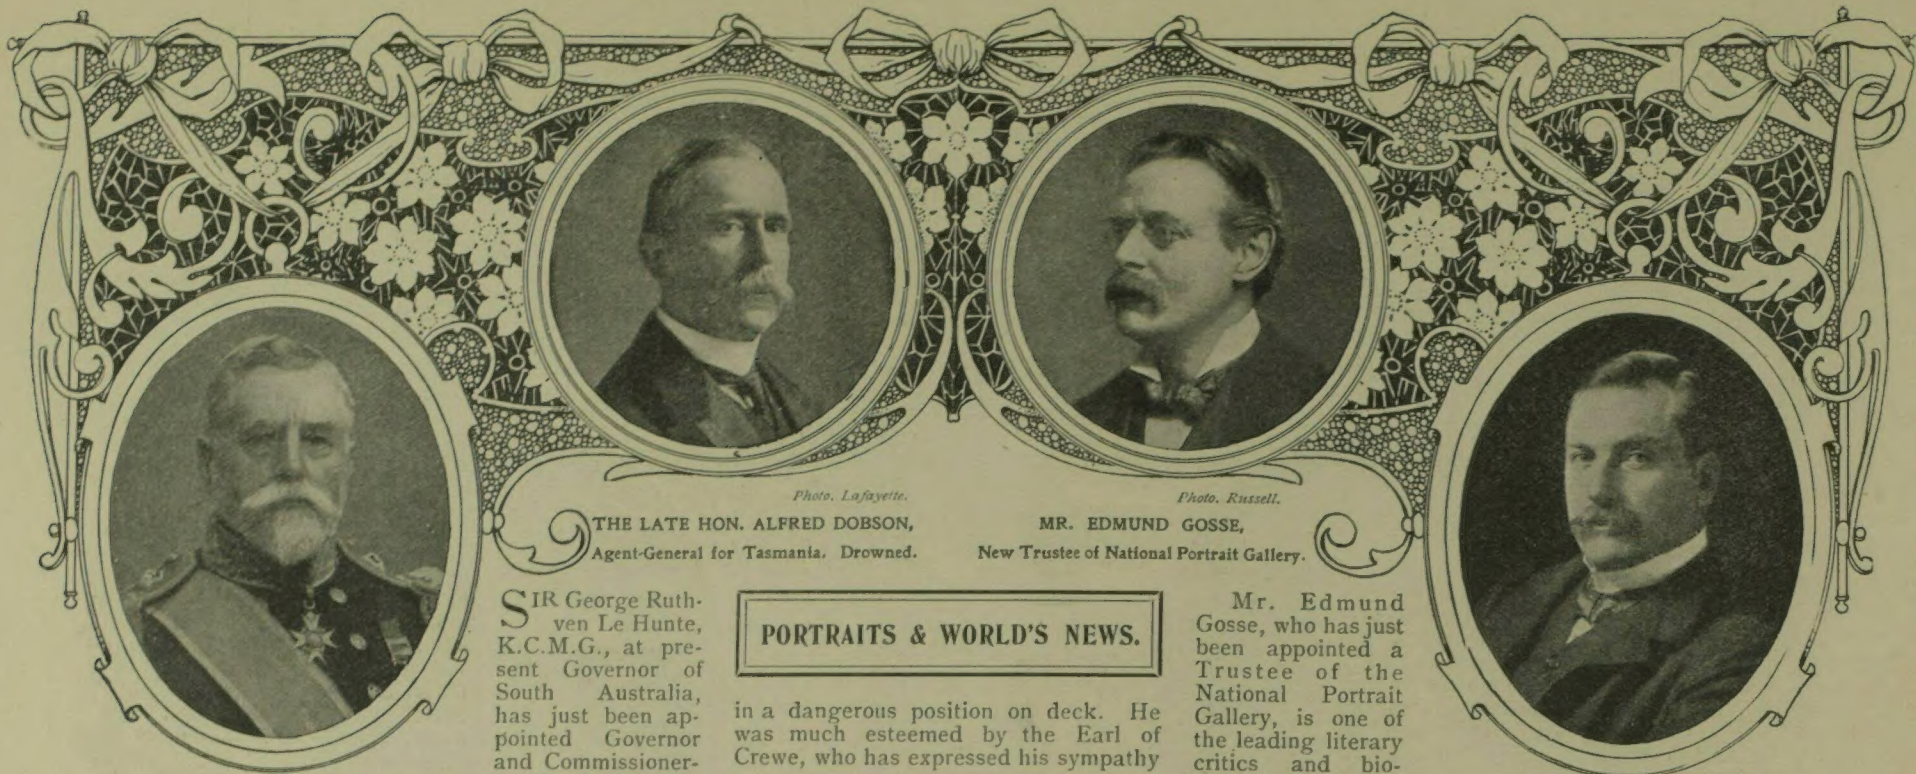 Photo. Lafayette.
THE LATE HON. ALFRED DOBSON,
Agent-General for Tasmania. Drowned.
Photo. Russell.
MR. EDMUND GOSSE,
New Trustee of National Portrait Gallery.
SIR George Ruth-
ven Le Hunte,
K.C.M.G., at pre-
sent Governor of
South Australia,
has just been ap-
pointed Governor
and Commissioner-
PORTRAITS & WORLD'S NEWS.
in a dangerous position on deck. He
was much esteemed by the Earl of
Crewe, who has expressed his sympathy
Mr. Edmund
Gosse, who has just
been appointed a
Trustee of the
National Portrait
Gallery, is one of
the leading literary
critics and bio-